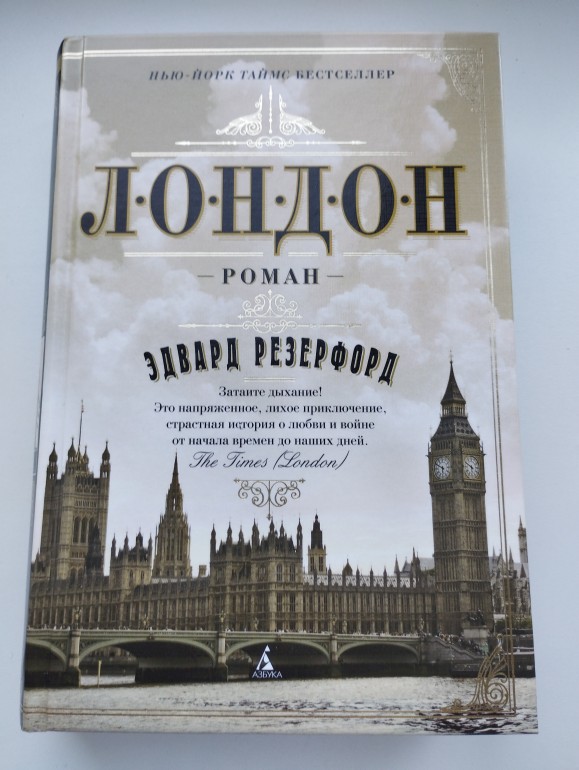 НЬЮ-ЙОРК ТАЙМС БЕСТСЕЛЛЕР
Л·О·Н·Д·О·Н
— РОМАН —
ЭДВАРД РЕЗЕРФОРД
Затаите дыхание!
Это напряженное, лихое приключение,
страстная история о любви и войне
от начала времен до наших дней.
The Times (London)
АЗБУКА